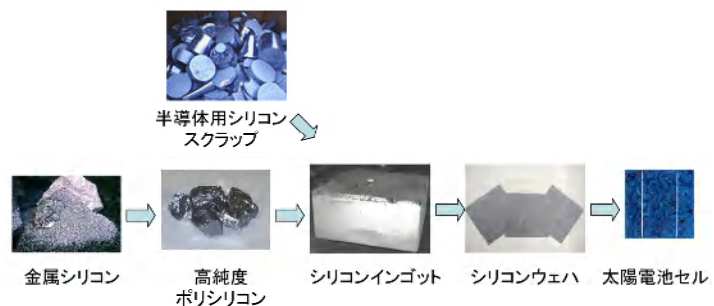 半導体用シリコン
スクラップ
金属シリコン
高純度
ポリシリコン
シリコンインゴット
シリコンウェハ
太陽電池セル